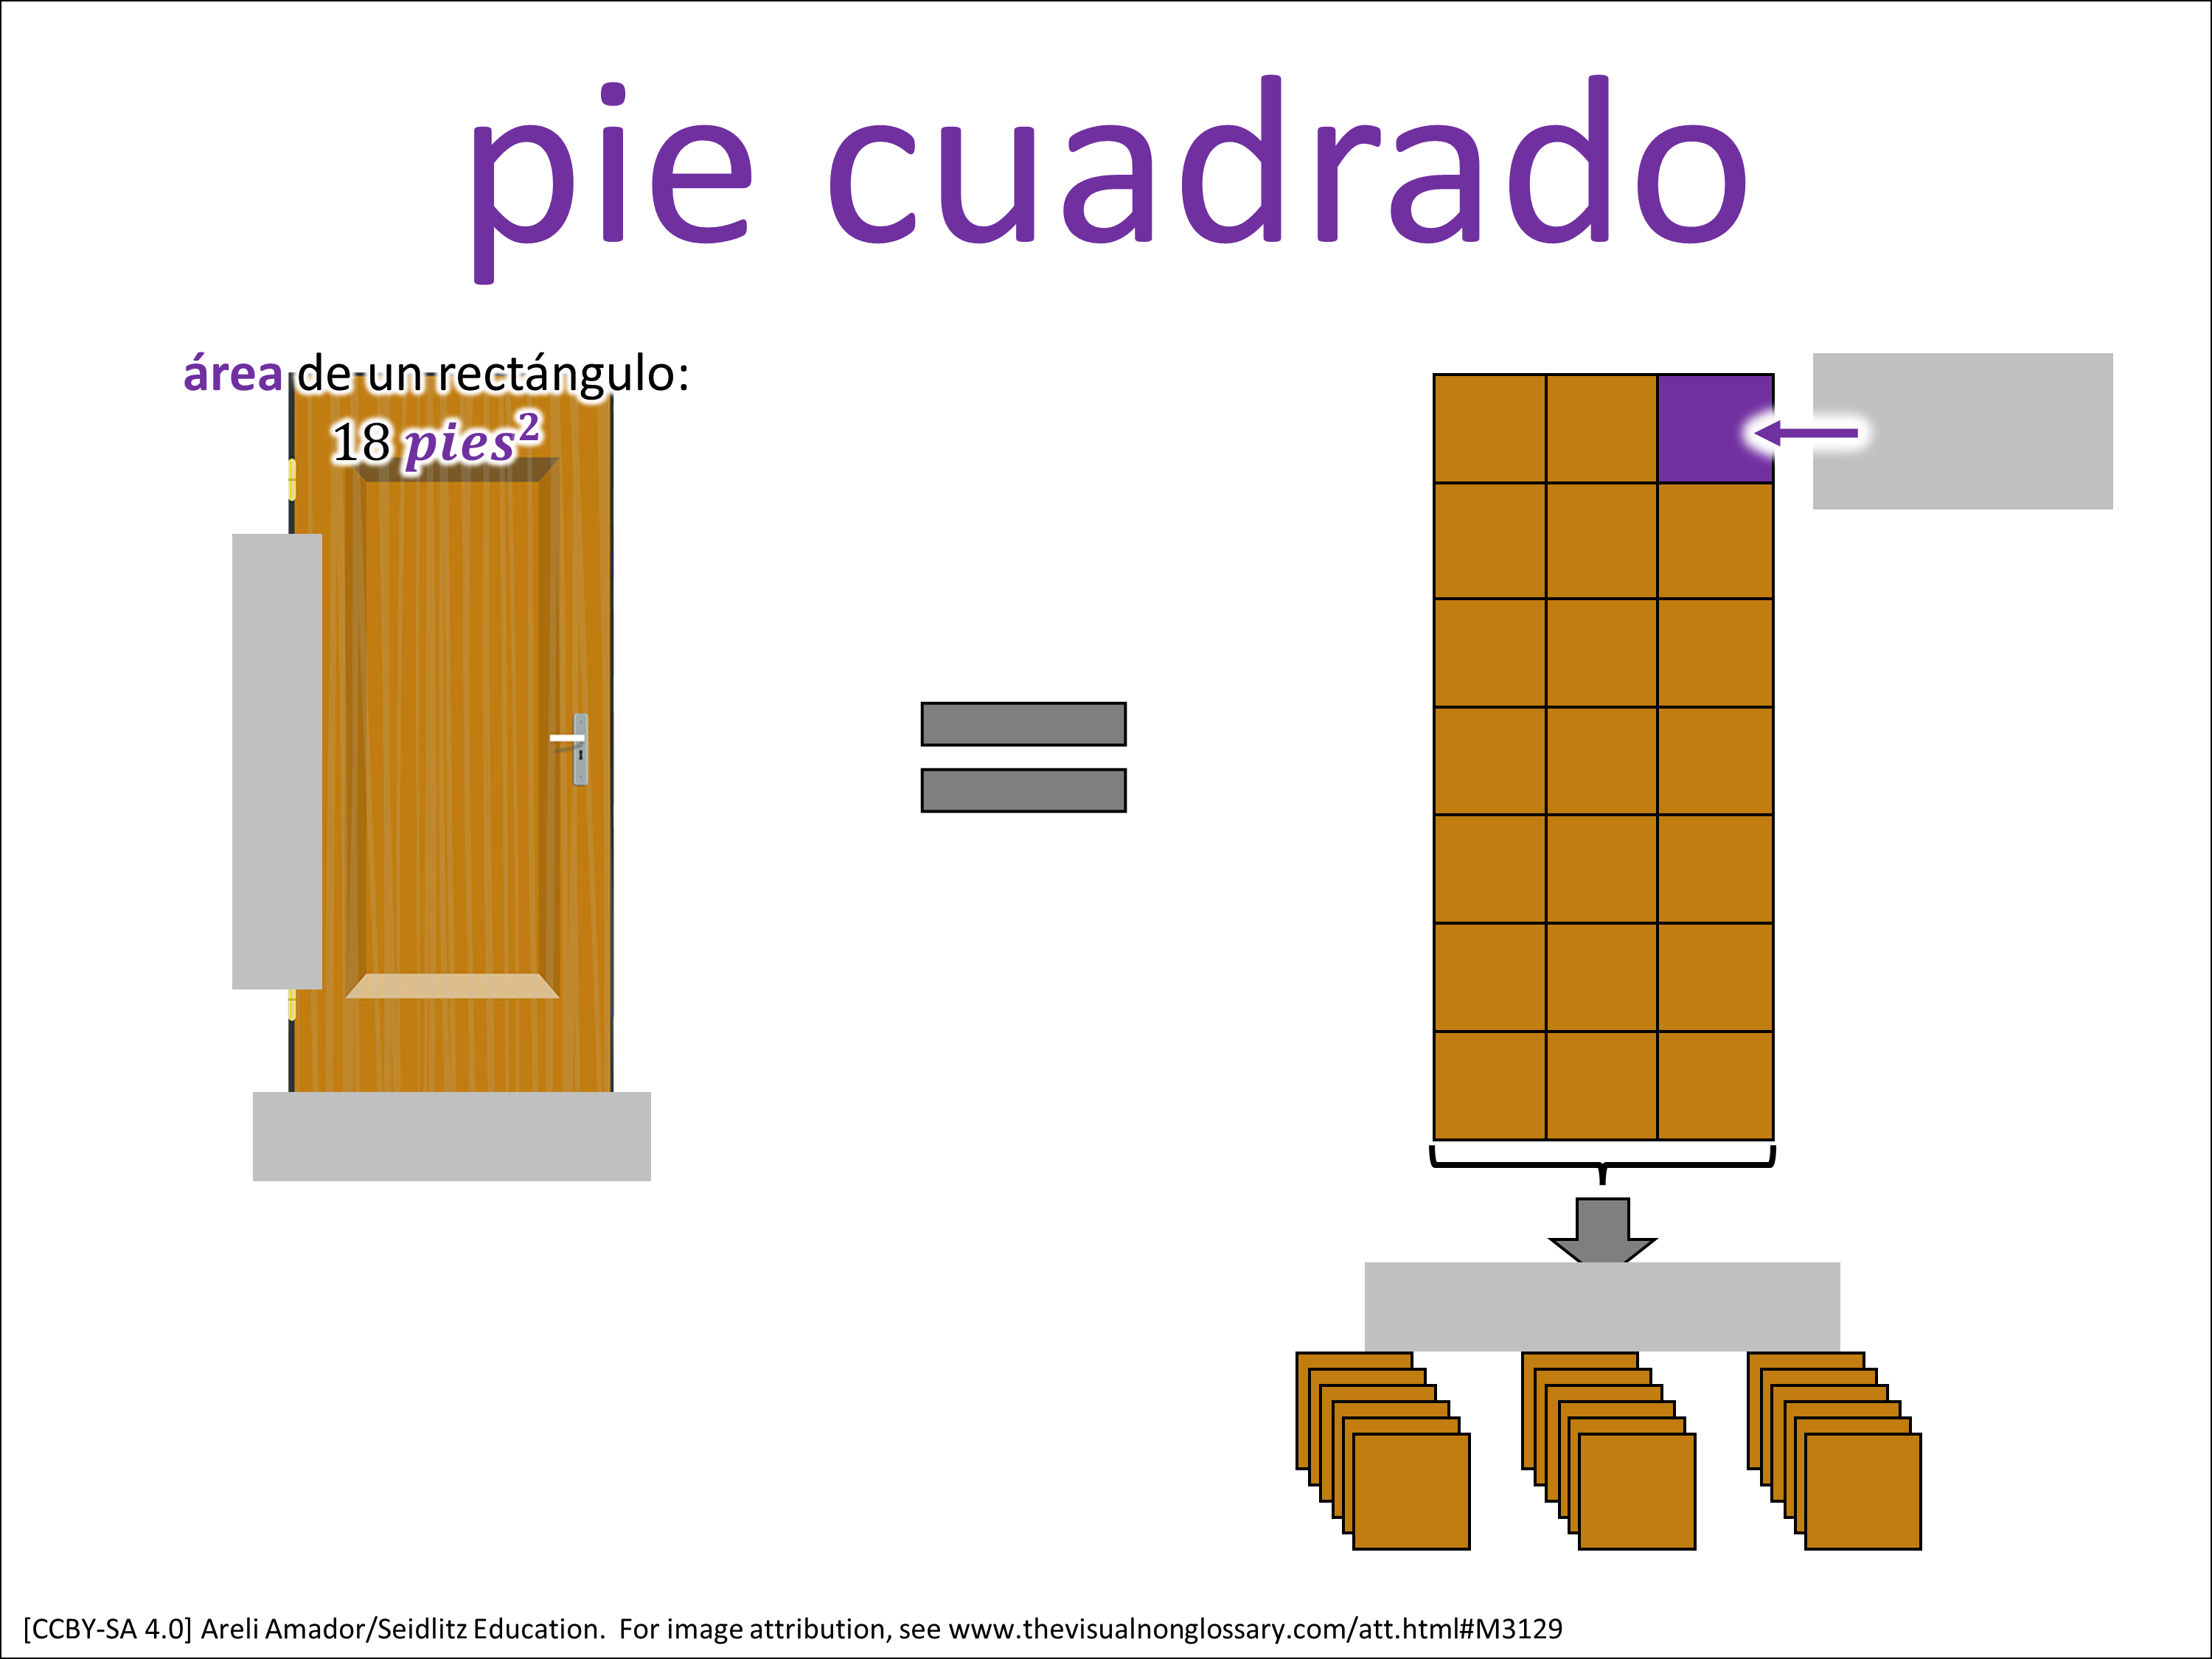 pie cuadrado
área de un rectángulo:
18 pies²
[CCBY-SA 4.0] Areli Amador/Seidlitz Education.  For image attribution, see www.thevisualnonglossary.com/att.html#M3129